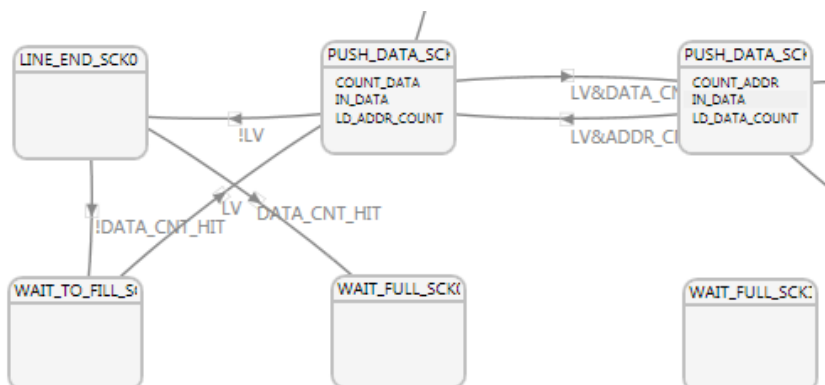 LINE_END_SCK0
PUSH_DATA_SCK
COUNT_DATA
IN_DATA
LD_ADDR_COUNT
PUSH_DATA_SCK
COUNT_ADDR
IN_DATA
LD_DATA_COUNT
LV&DATA_CN
!LV
LV&ADDR_C
LV
DATA_CNT_HIT
!DATA_CNT_HIT
WAIT_TO_FILL_S
WAIT_FULL_SCK
WAIT_FULL_SCK